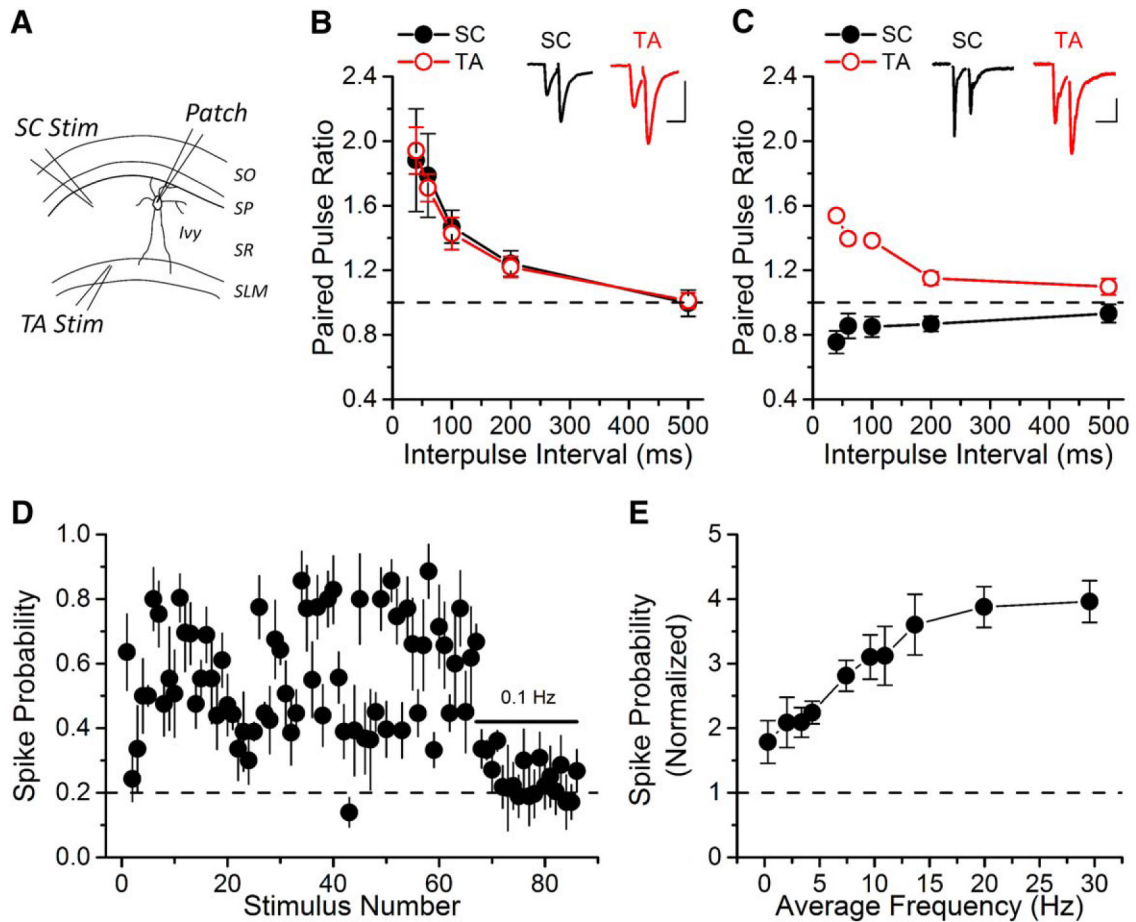 A
SC Stim
Patch
SO
SP
Ivy
SR
SLM
TA Stim
B
SC
TA
SC
TA
2.4
2.0
1.6
1.2
0.8
0.4
Paired Pulse Ratio
0 100 200 300 400 500
Interpulse Interval (ms)
C
SC
TA
SC
TA
2.4
2.0
1.6
1.2
0.8
0.4
Paired Pulse Ratio
0 100 200 300 400 500
Interpulse Interval (ms)
D
1.0
0.8
0.6
0.4
0.2
0.0
Spike Probability
0.1 Hz
0 20 40 60 80
Stimulus Number
E
5
4
3
2
1
0
Spike Probability
(Normalized)
0 5 10 15 20 25 30
Average Frequency (Hz)